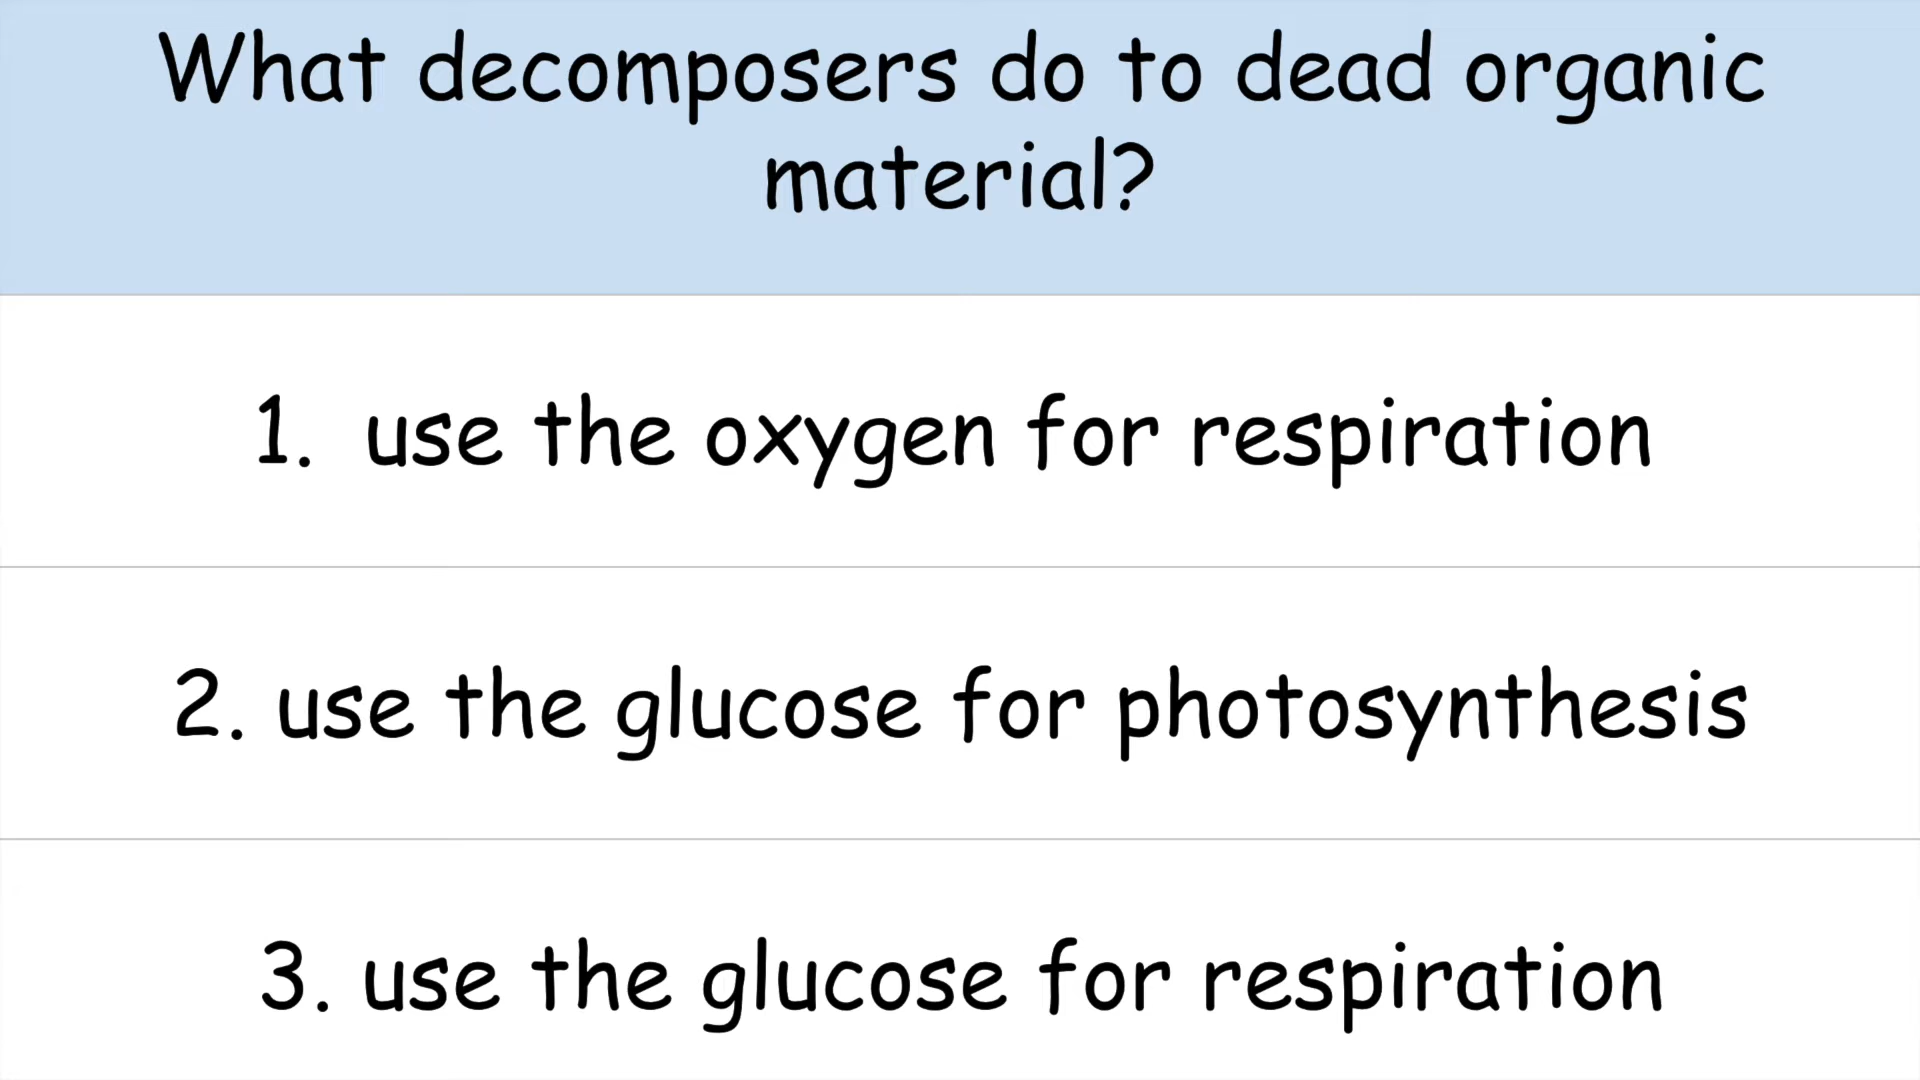 What decomposers do to dead organic
material?
1. use the oxygen for respiration
2. use the glucose for photosynthesis
3. use the glucose for respiration